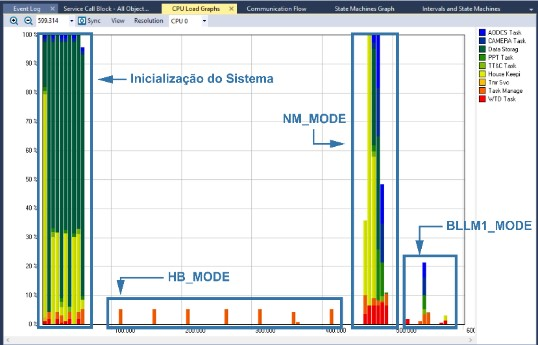 Event Log
Service Call Block - All Object...
CPU Load Graphs
Communication Flow
State Machines Graph
Intervals and State Machines
599.314
Sync
View
Resolution
CPU 0
100 %
90 %
80 %
70 %
60 %
50 %
40 %
30 %
20 %
10 %
0 %
100.000
200.000
300.000
400.000
500.000
600
Inicialização do Sistema
NM_MODE
HB_MODE
BLLM1_MODE
AODCS Task
CAMERA Task
Data Storag
PPT Task
TT&C Task
House Keepi
Tmr Svc
Task Manage
WTD Task